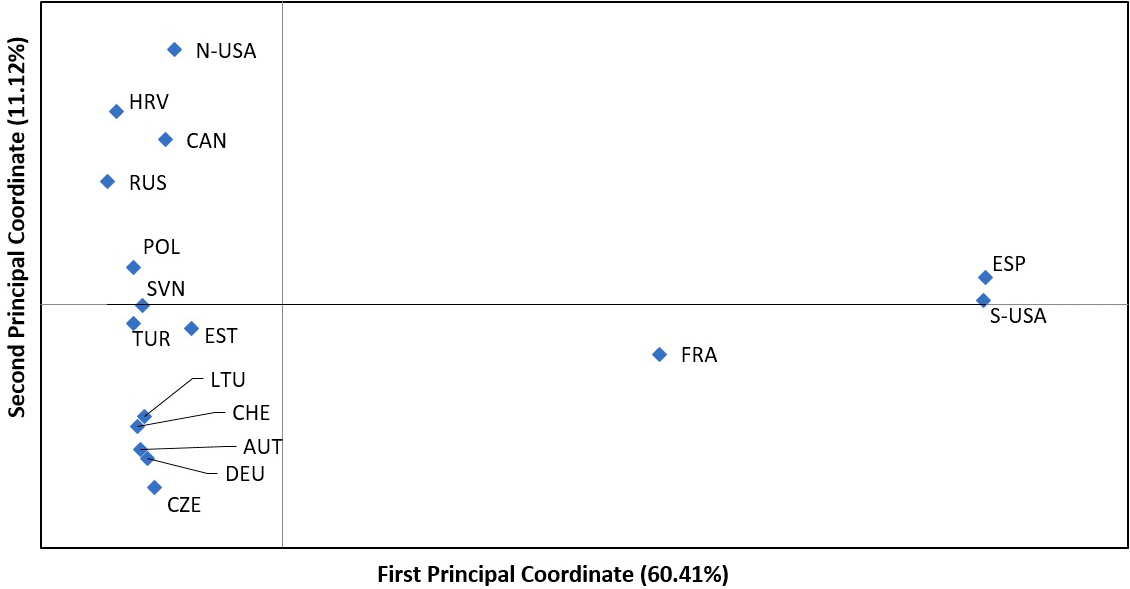 N-USA
HRV
CAN
RUS
POL
ESP
SVN
S-USA
TUR
EST
FRA
LTU
CHE
AUT
DEU
CZE
Second Principal Coordinate (11.12%)
First Principal Coordinate (60.41%)